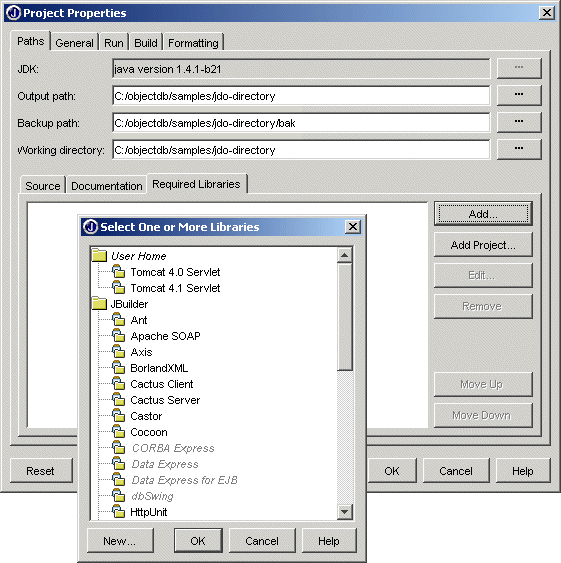 Project Properties
Paths General Run Build Formatting
JDK: java version 1.4.1-b21 ...
Output path: C:/objectdb/samples/jdo-directory ...
Backup path: C:/objectdb/samples/jdo-directory/bak ...
Working directory: C:/objectdb/samples/jdo-directory ...
Source Documentation Required Libraries
Add...
Add Project...
Edit...
Remove
Move Up
Move Down
Reset OK Cancel Help
Select One or More Libraries
User Home
Tomcat 4.0 Servlet
Tomcat 4.1 Servlet
JBuilder
Ant
Apache SOAP
Axis
BorlandXML
Cactus Client
Cactus Server
Castor
Cocoon
CORBA Express
Data Express
Data Express for EJB
dbSwing
HttpUnit
New... OK Cancel Help